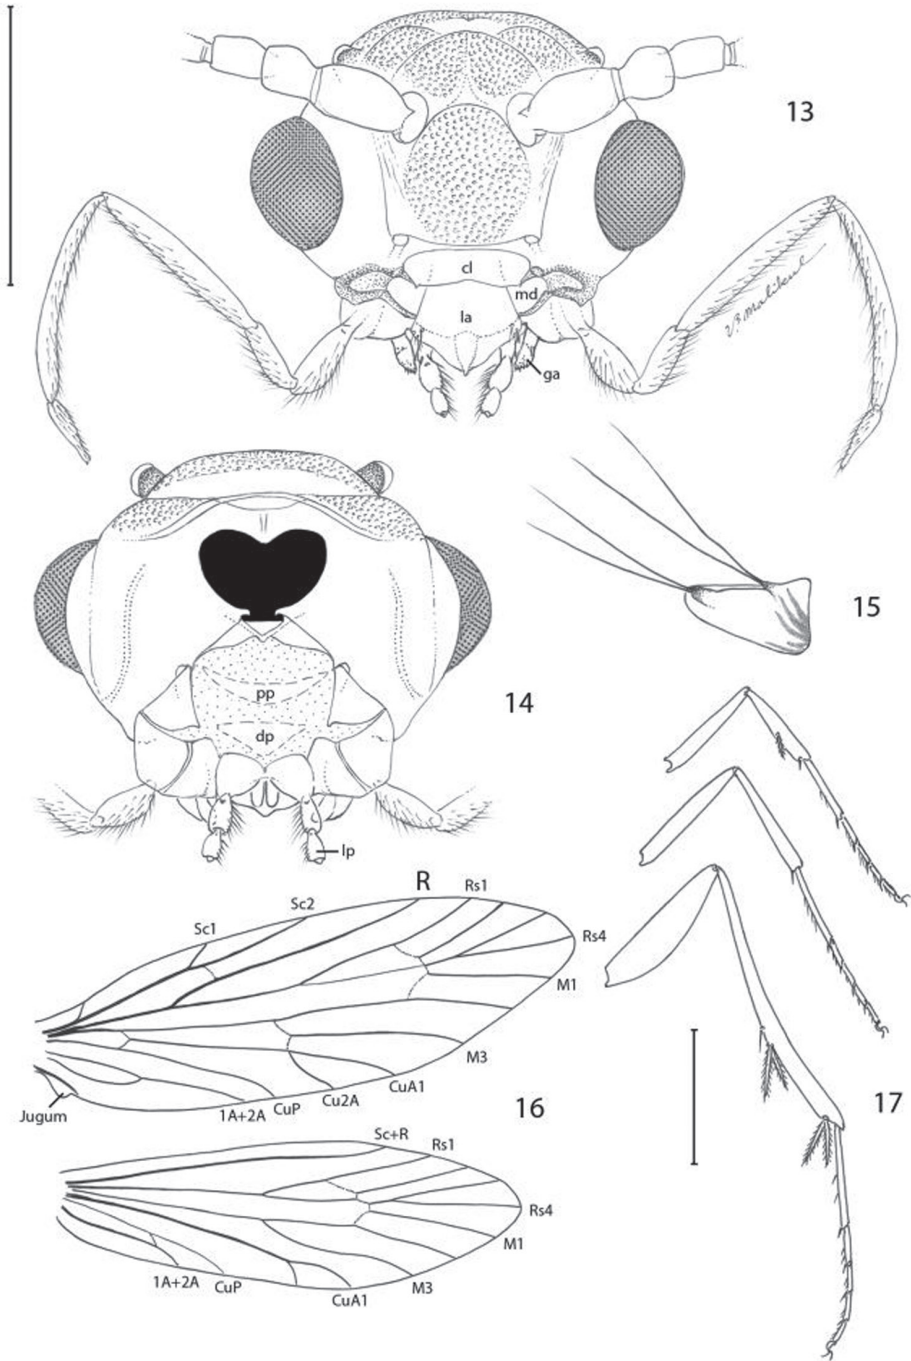 13
cl
md
la
ga
15
14
pp
dp
lp
R
Sc2
Rs1
Sc1
Rs4
M1
M3
CuA1
Cu2A
CuP
1A+2A
Jugum
16
17
Sc+R
Rs1
Rs4
M1
M3
CuA1
CuP
1A+2A